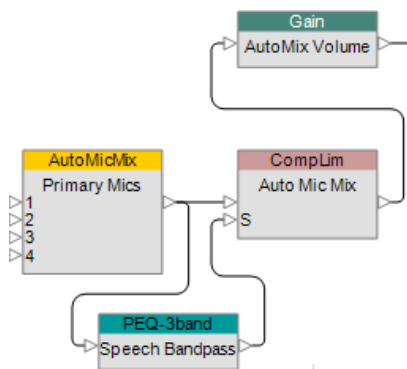 Gain
AutoMix Volume
AutoMicMix
Primary Mics
1
2
3
4
CompLim
Auto Mic Mix
S
PEQ-3band
Speech Bandpass